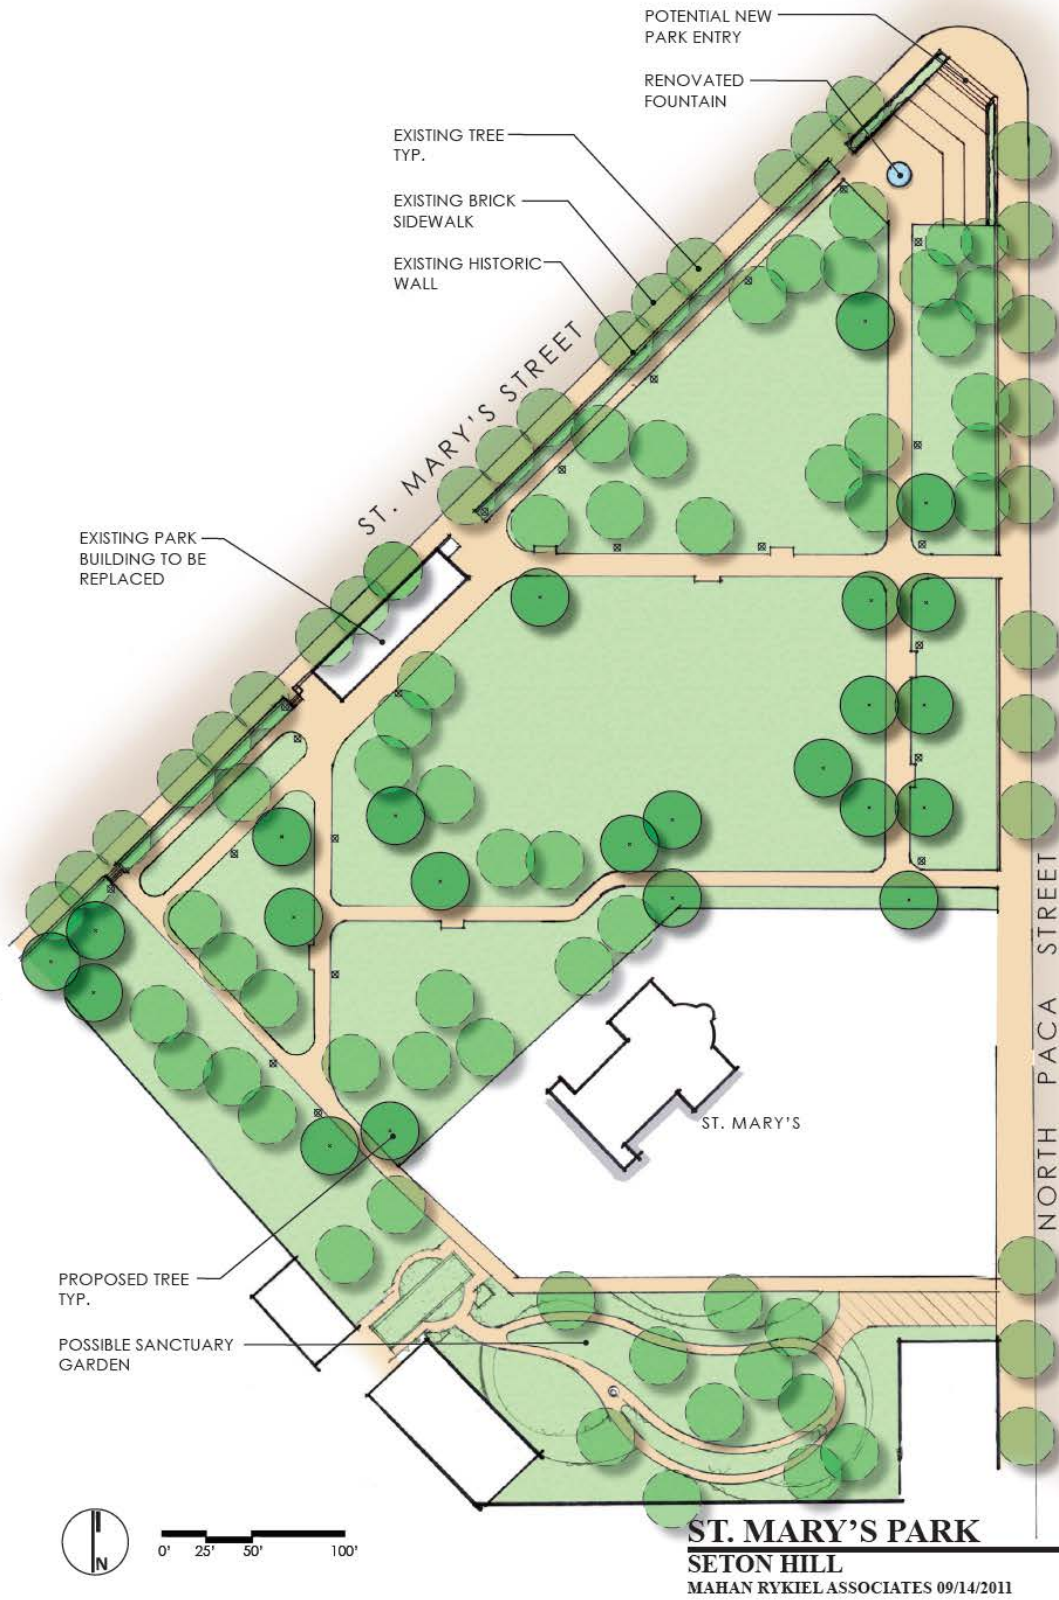 POTENTIAL NEW
PARK ENTRY
RENOVATED
FOUNTAIN
EXISTING TREE
TYP.
EXISTING BRICK
SIDEWALK
EXISTING HISTORIC
WALL
ST. MARY'S STREET
EXISTING PARK
BUILDING TO BE
REPLACED
NORTH PACA STREET
ST. MARY'S
PROPOSED TREE
TYP.
POSSIBLE SANCTUARY
GARDEN
N
0' 25' 50' 100'
ST. MARY'S PARK
SETON HILL
MAHAN RYKIEL ASSOCIATES 09/14/2011